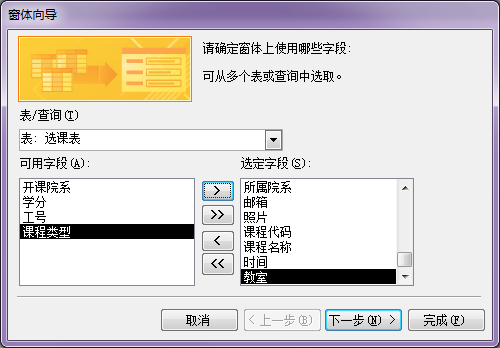 窗体向导
请确定窗体上使用哪些字段:
可从多个表或查询中选取。
表/查询(T)
表: 选课表
可用字段(A):
选定字段(S):
开课院系
学分
工号
课程类型
>
>>
<
<<
所属院系
邮箱
照片
课程代码
课程名称
时间
教室
取消
< 上一步(B)
下一步(N) >
完成(F)